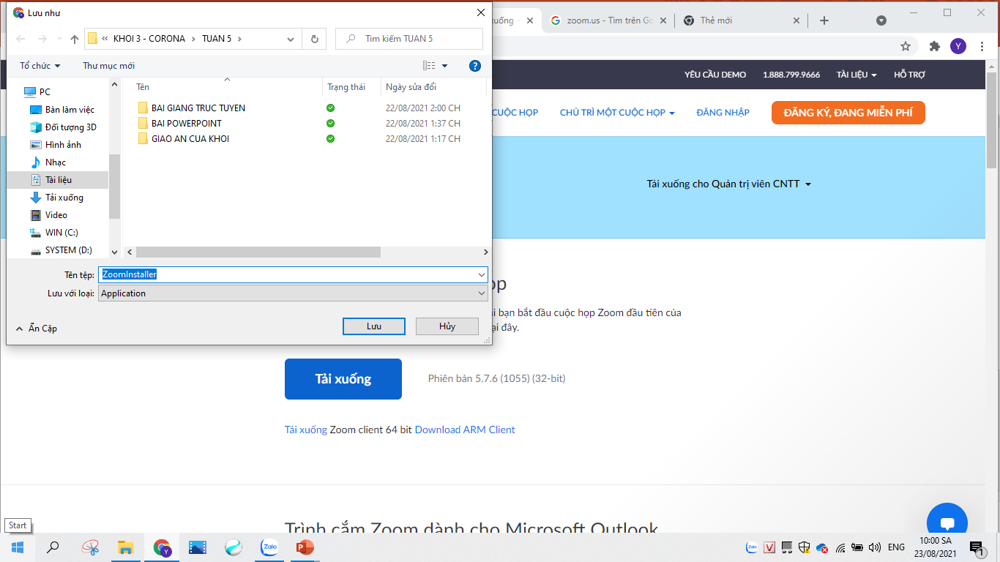 Lưu như
xuống -
zoom.us - Tìm trên Go
Thẻ mới
KHOI 3 - CORONA
TUAN 5
Tìm kiếm TUAN 5
Y
Tổ chức
Thư mục mới
YÊU CẦU DEMO
1.888.799.9666
TÀI LIỆU
HỖ TRỢ
Tên
Trạng thái
Ngày sửa đổi
PC
Bàn làm việc
Đối tượng 3D
Hình ảnh
Nhạc
Tài liệu
Tải xuống
Video
WIN (C:)
SYSTEM (D:)
BAI GIANG TRUC TUYEN
22/08/2021 2:00 CH
BAI POWERPOINT
22/08/2021 1:37 CH
GIAO AN CUA KHOI
22/08/2021 1:17 CH
CUỘC HỌP
CHỦ TRÌ MỘT CUỘC HỌP
ĐĂNG NHẬP
ĐĂNG KÝ, ĐANG MIỄN PHÍ
Tải xuống cho Quản trị viên CNTT
Tên tệp:
ZoomInstaller
Lưu với loại:
Application
Ẩn Cặp
Lưu
Hủy
op
bạn bắt đầu cuộc họp Zoom đầu tiên của
ại đây.
Tải xuống
Phiên bản 5.7.6 (1055) (32-bit)
Tải xuống Zoom client 64 bit Download ARM Client
Trình cắm Zoom dành cho Microsoft Outlook
Start
Y
Zalo
P
Zalo
V
ENG
10:00 SA
23/08/2021
1